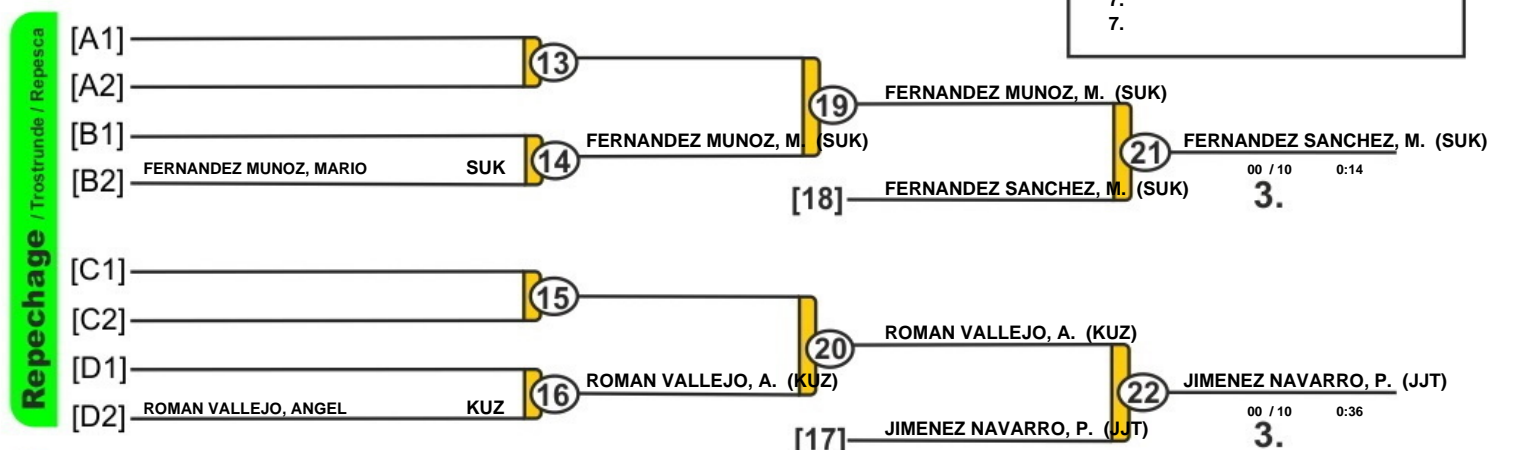 7.
7.
Repechage / Trostrunde / Repesca
[A1]
13
[A2]
19
FERNANDEZ MUNOZ, M. (SUK)
[B1]
14
FERNANDEZ MUNOZ, M. (SUK)
21
FERNANDEZ SANCHEZ, M. (SUK)
[B2]
FERNANDEZ MUNOZ, MARIO SUK
00 / 10 0:14
[18]
FERNANDEZ SANCHEZ, M. (SUK)
3.
[C1]
15
[C2]
20
ROMAN VALLEJO, A. (KUZ)
[D1]
16
ROMAN VALLEJO, A. (KUZ)
22
JIMENEZ NAVARRO, P. (JJT)
[D2]
ROMAN VALLEJO, ANGEL KUZ
00 / 10 0:36
[17]
JIMENEZ NAVARRO, P. (JJT)
3.